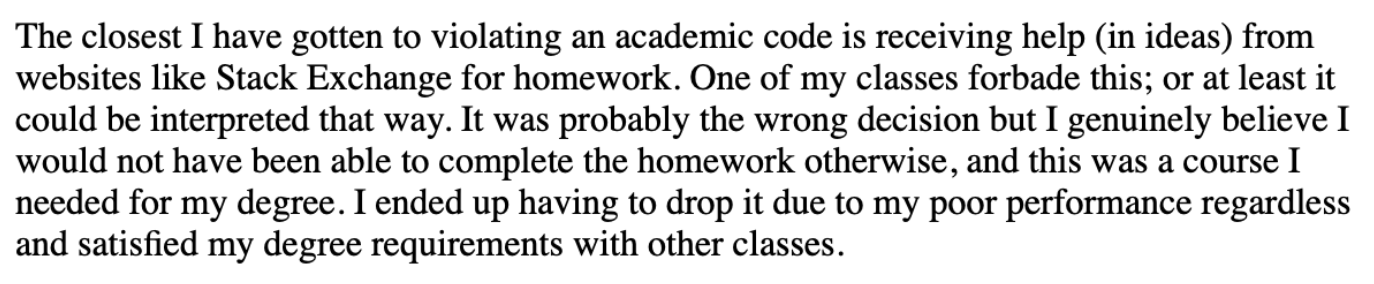 The closest I have gotten to violating an academic code is receiving help (in ideas) from
websites like Stack Exchange for homework. One of my classes forbade this; or at least it
could be interpreted that way. It was probably the wrong decision but I genuinely believe I
would not have been able to complete the homework otherwise, and this was a course I
needed for my degree. I ended up having to drop it due to my poor performance regardless
and satisfied my degree requirements with other classes.